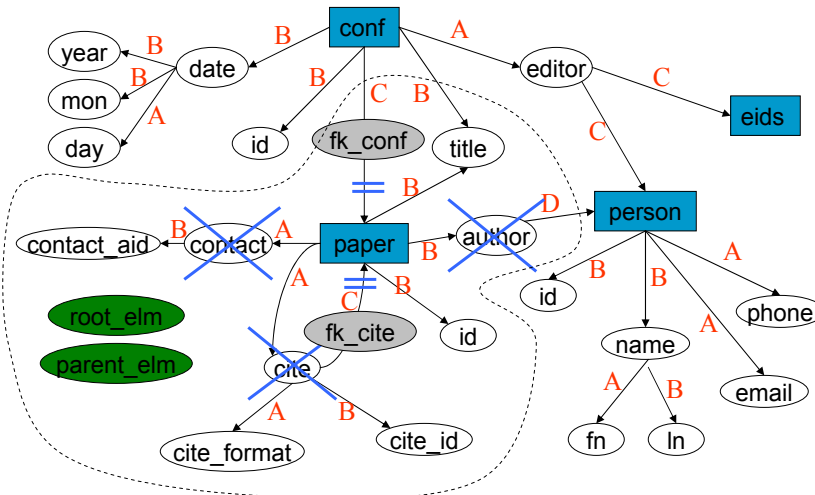 conf
A
year
B
B
date
B
editor
B
mon
B
C
B
C
A
eids
day
id
fk_conf
title
C
B
D
person
B
contact_aid
contact
A
paper
B
author
A
B
B
A
B
id
phone
root_elm
C
fk_cite
id
name
A
parent_elm
cite
A
B
email
A
B
cite_format
cite_id
fn
ln